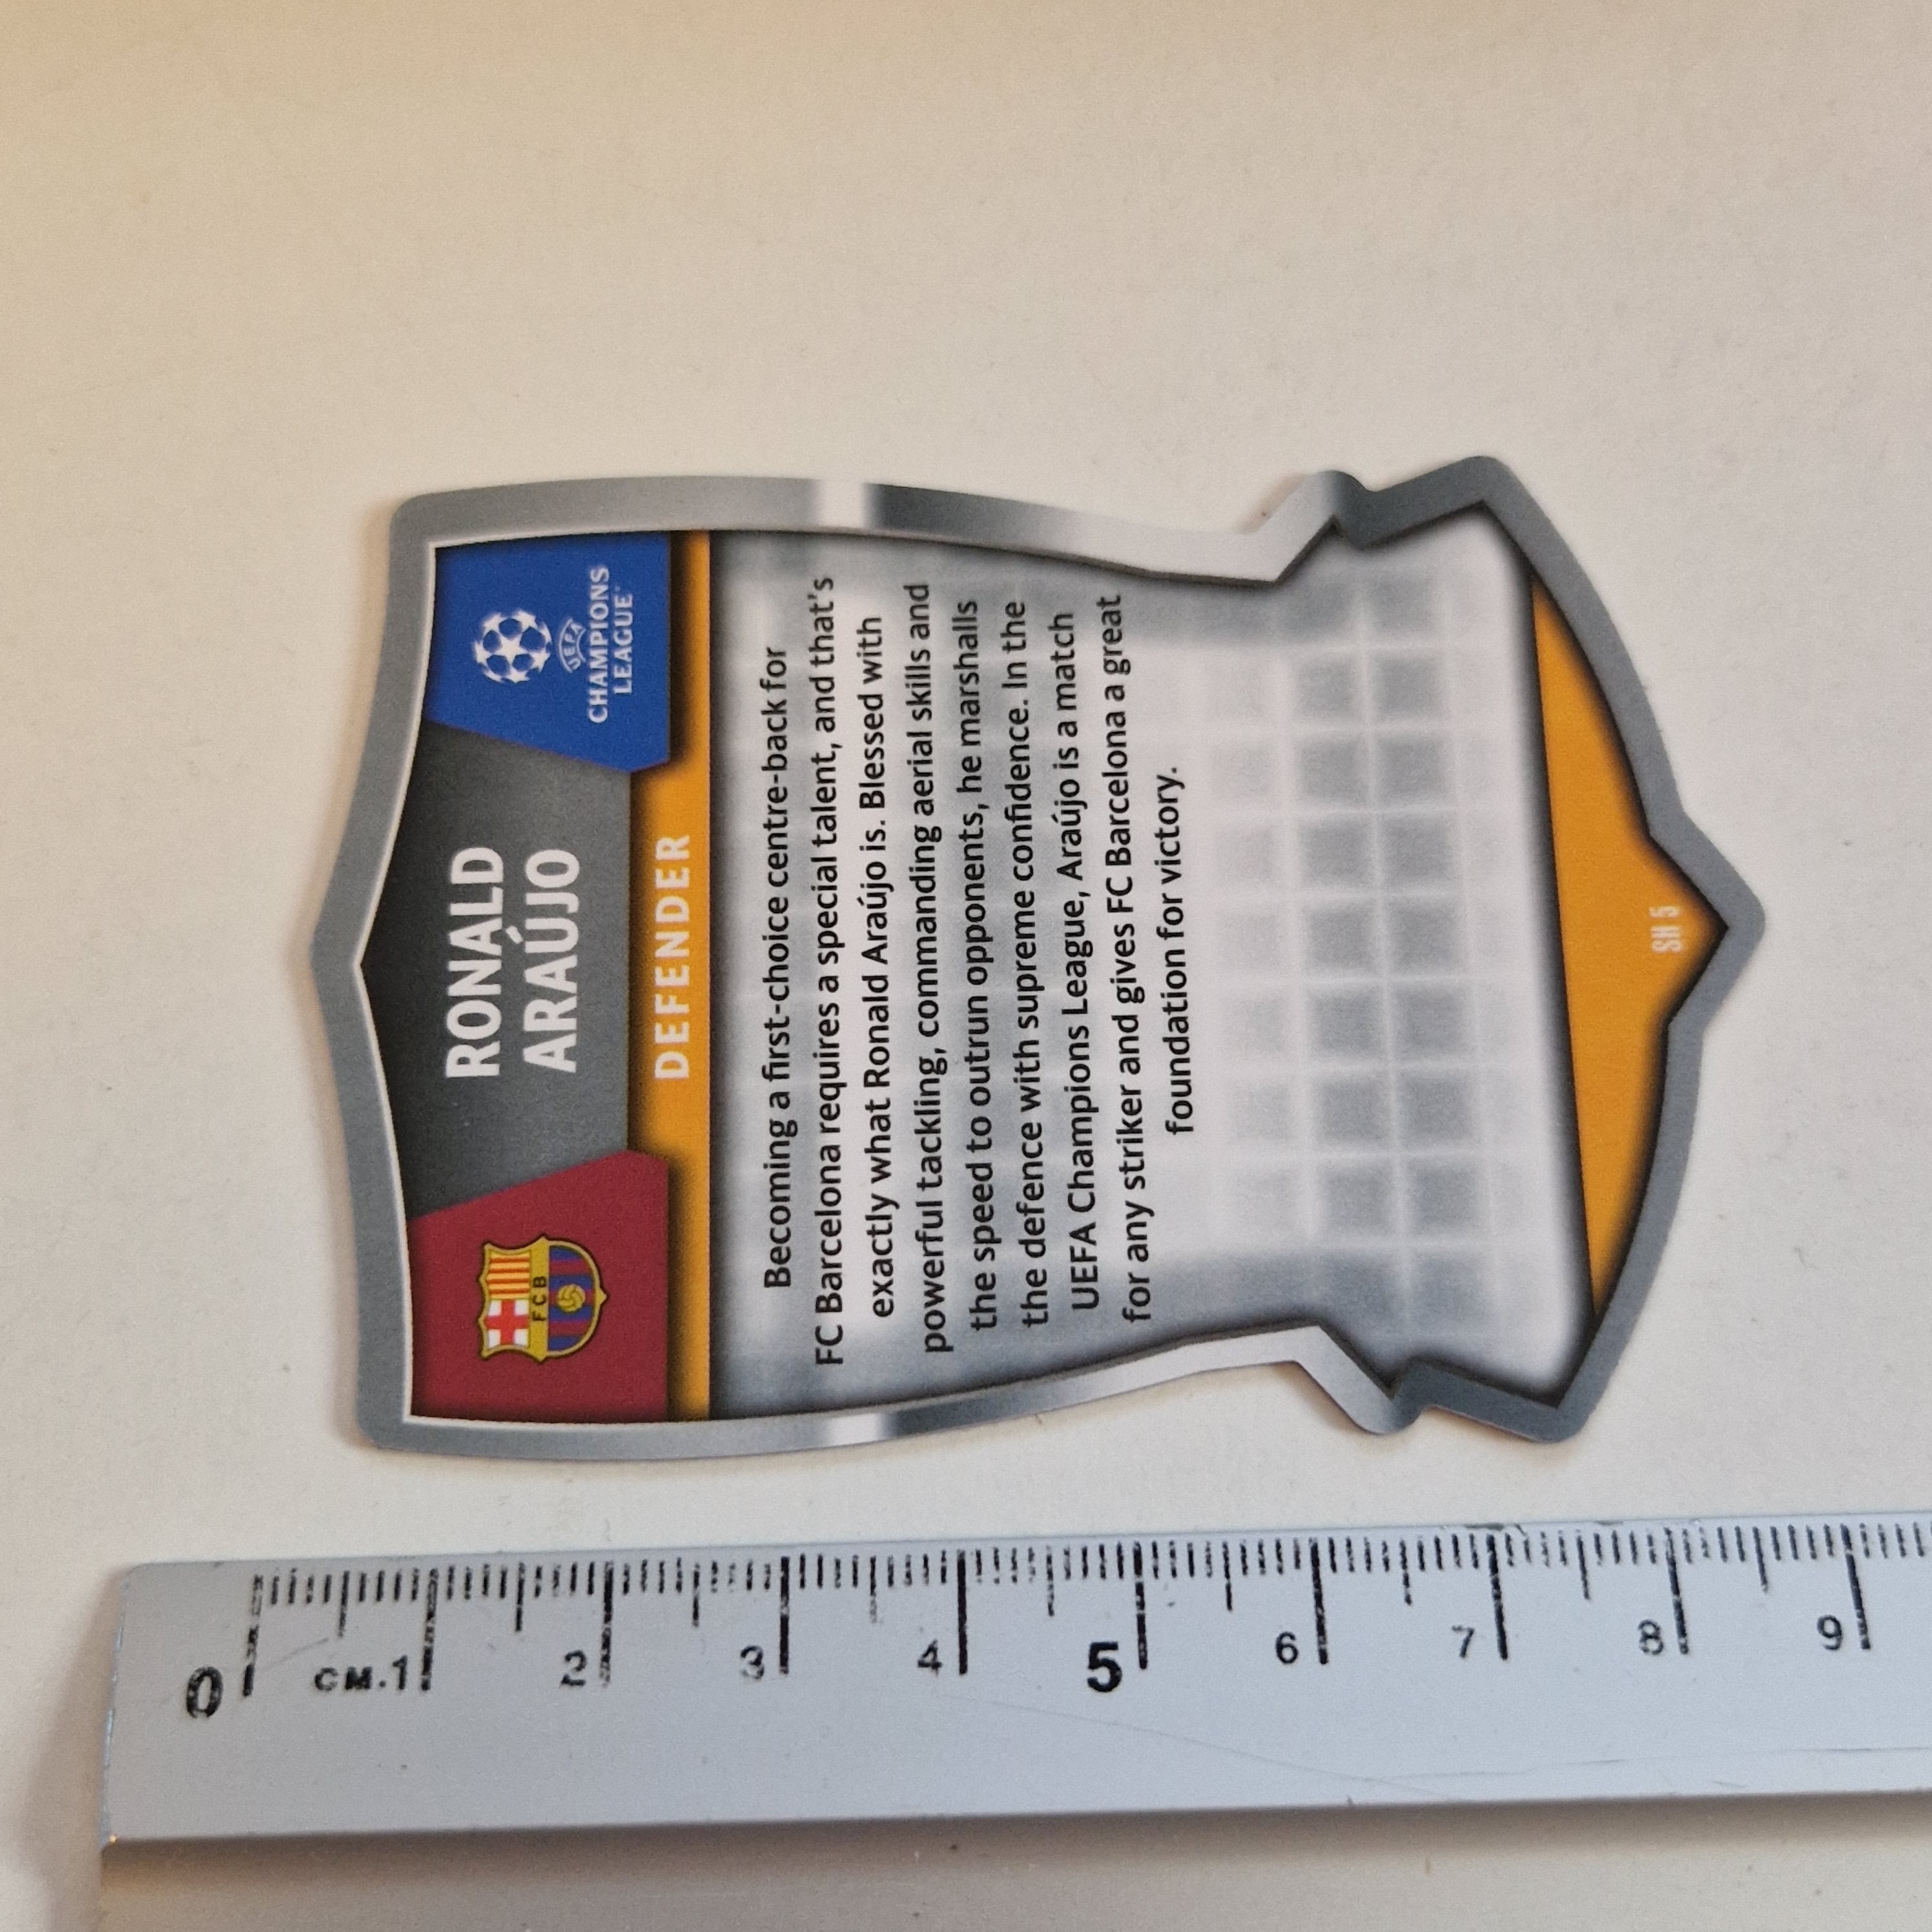 RONALD
ARAÚJO
FCB
UEFA
CHAMPIONS
LEAGUE
DEFENDER
Becoming a first-choice centre-back for
FC Barcelona requires a special talent, and that's
exactly what Ronald Araújo is. Blessed with
powerful tackling, commanding aerial skills and
the speed to outrun opponents, he marshalls
the defence with supreme confidence. In the
UEFA Champions League, Araújo is a match
for any striker and gives FC Barcelona a great
foundation for victory.
SH 5
0 CM.1 2 3 4 5 6 7 8 9